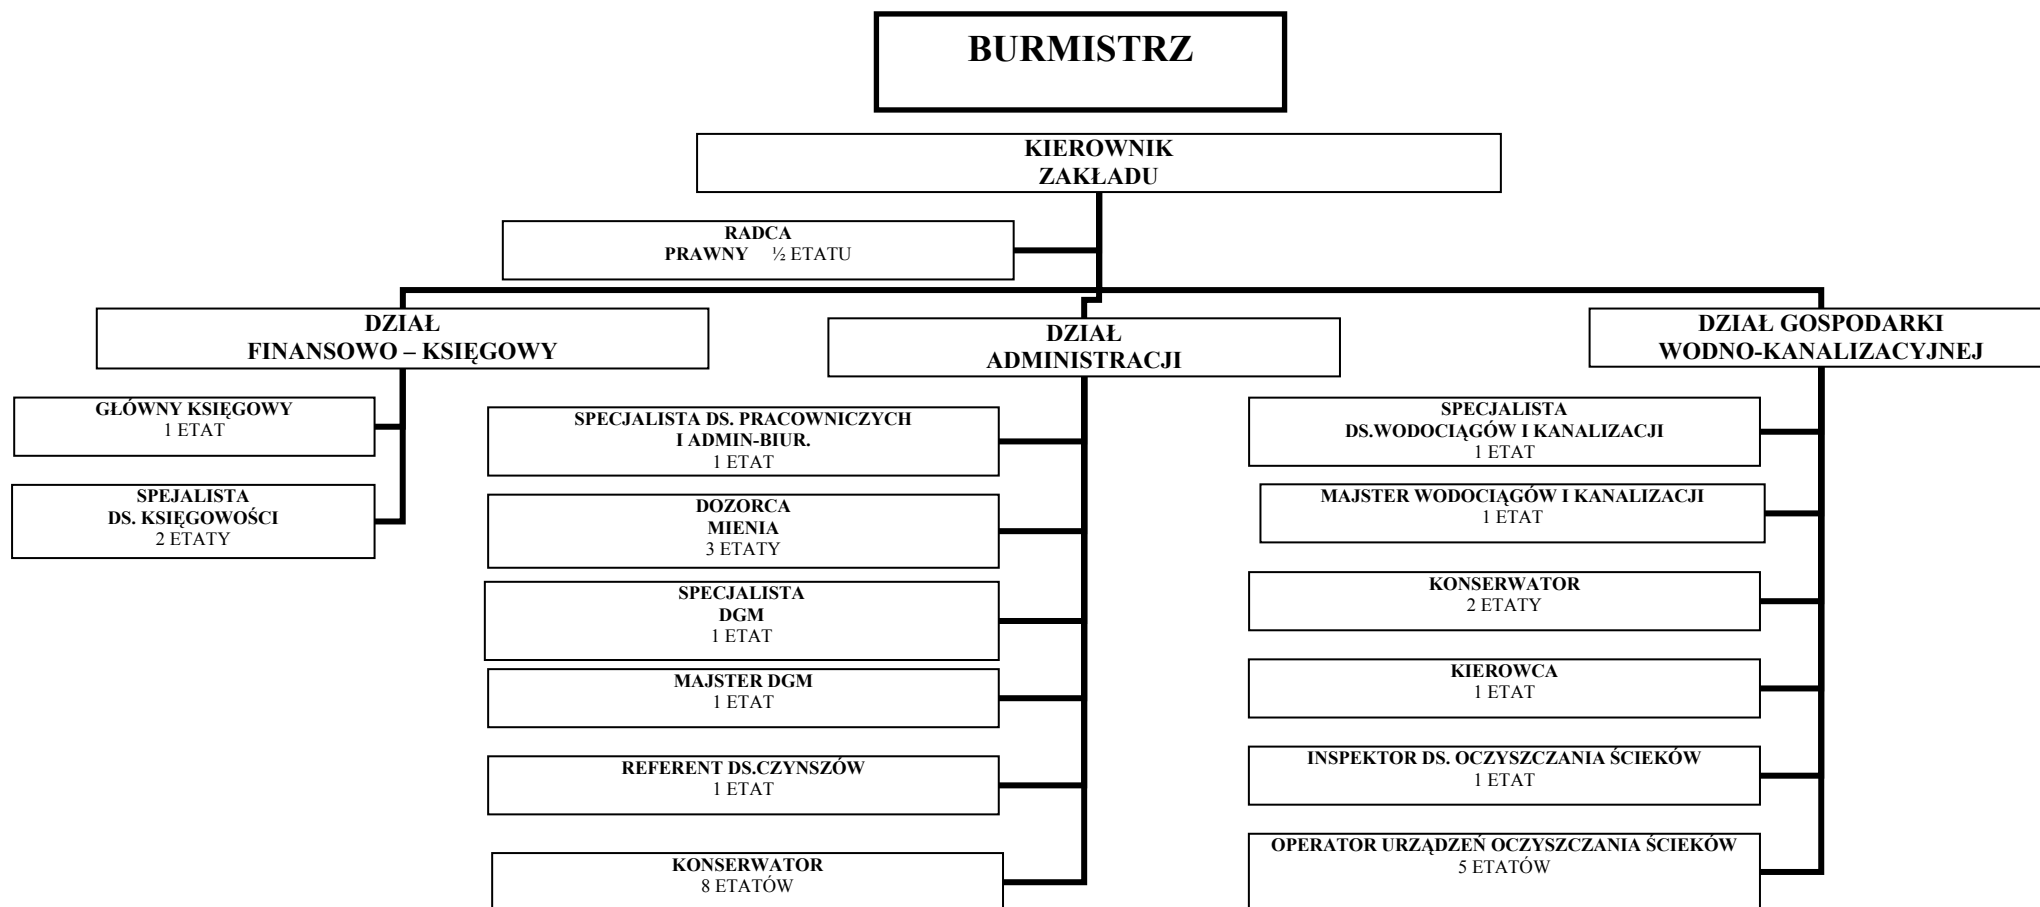 BURMISTRZ
KIEROWNIK
ZAKŁADU
RADCA
PRAWNY ½ ETATU
DZIAŁ
FINANSOWO – KSIĘGOWY
GŁÓWNY KSIĘGOWY
1 ETAT
SPEJALISTA
DS. KSIĘGOWOŚCI
2 ETATY
DZIAŁ
ADMINISTRACJI
SPECJALISTA DS. PRACOWNICZYCH
I ADMIN-BIUR.
1 ETAT
DOZORCA
MIENIA
3 ETATY
SPECJALISTA
DGM
1 ETAT
MAJSTER DGM
1 ETAT
REFERENT DS.CZYNSZÓW
1 ETAT
KONSERWATOR
8 ETATÓW
DZIAŁ GOSPODARKI
WODNO-KANALIZACYJNEJ
SPECJALISTA
DS.WODOCIĄGÓW I KANALIZACJI
1 ETAT
MAJSTER WODOCIĄGÓW I KANALIZACJI
1 ETAT
KONSERWATOR
2 ETATY
KIEROWCA
1 ETAT
INSPEKTOR DS. OCZYSZCZANIA ŚCIEKÓW
1 ETAT
OPERATOR URZĄDZEŃ OCZYSZCZANIA ŚCIEKÓW
5 ETATÓW